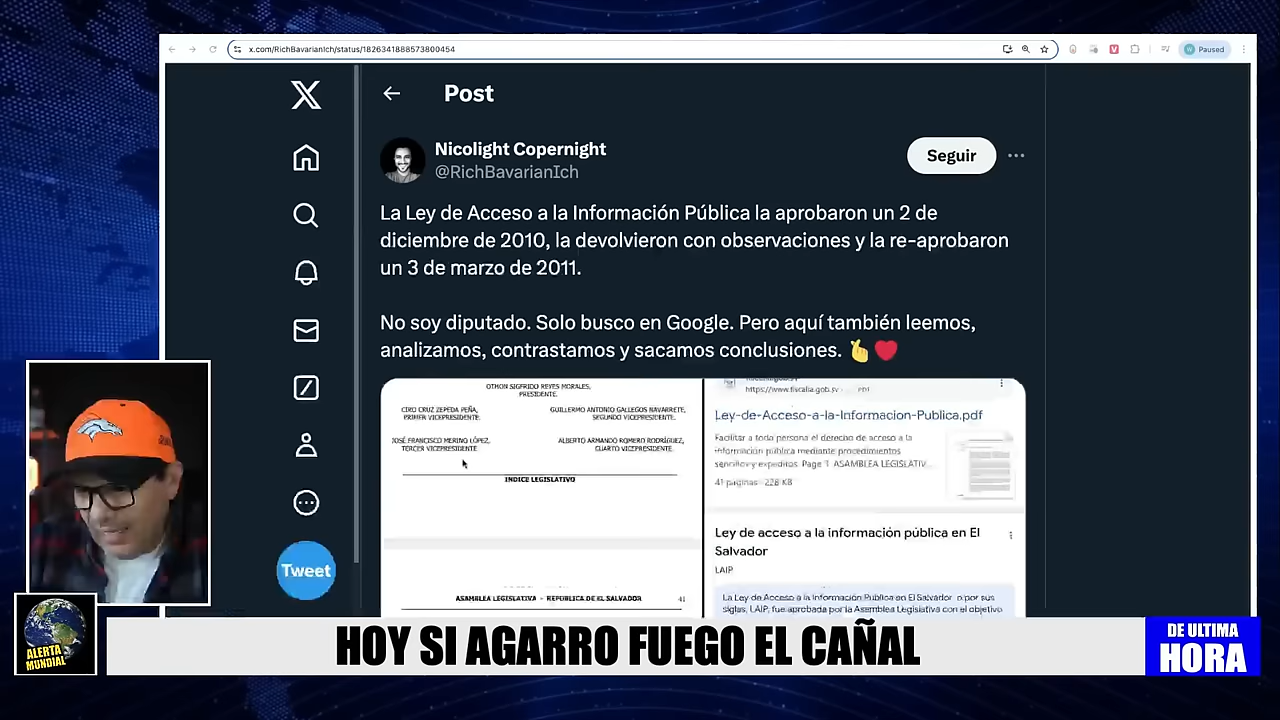 x.com/RichBavarianIch/status/1826341888573800454
Paused
Post
Nicolight Copernight
@RichBavarianIch
Seguir
La Ley de Acceso a la Información Pública la aprobaron un 2 de
diciembre de 2010, la devolvieron con observaciones y la re-aprobaron
un 3 de marzo de 2011.
No soy diputado. Solo busco en Google. Pero aquí también leemos,
analizamos, contrastamos y sacamos conclusiones. 🫰❤️
OTHON SIGFRIDO REYES MORALES,
PRESIDENTE.
CIRO CRUZ ZEPEDA PEÑA,
PRIMER VICEPRESIDENTE.
GUILLERMO ANTONIO GALLEGOS NAVARRETE,
SEGUNDO VICEPRESIDENTE.
JOSÉ FRANCISCO MERINO LÓPEZ,
TERCER VICEPRESIDENTE
ALBERTO ARMANDO ROMERO RODRÍGUEZ,
CUARTO VICEPRESIDENTE.
INDICE LEGISLATIVO
ASAMBLEA LEGISLATIVA - REPUBLICA DE EL SALVADOR
41
https://www.fiscalia.gob.sv
Ley-de-Acceso-a-la-Informacion-Publica.pdf
Facilitar a toda persona el derecho de acceso a la
información pública mediante procedimientos
sencillos y expeditos. Page 1 ASAMBLEA LEGISLATIV...
41 páginas · 228 KB
Ley de acceso a la información pública en El
Salvador
LAIP
La Ley de Acceso a la Información Pública en El Salvador, o por sus
siglas, LAIP, fue aprobada por la Asamblea Legislativa con el objetivo
Tweet
ALERTA
MUNDIAL
HOY SI AGARRO FUEGO EL CAÑAL
DE ULTIMA
HORA